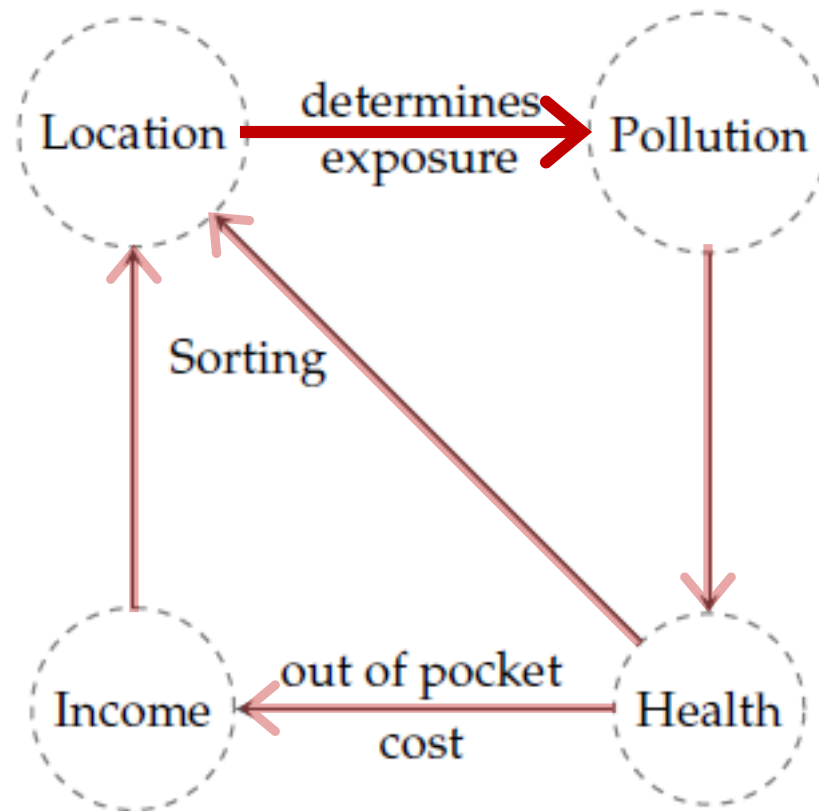 determines
Location
Pollution
exposure
Sorting
out of pocket
Income
Health
cost